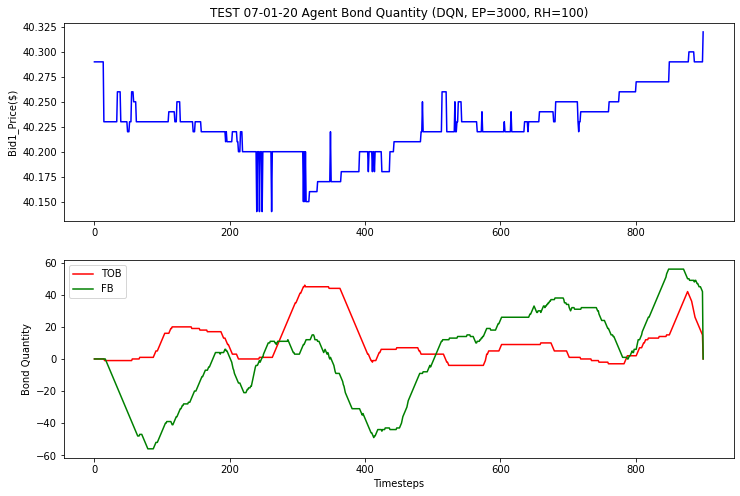 TEST 07-01-20 Agent Bond Quantity (DQN, EP=3000, RH=100)
Bid1_Price($)
40.325
40.300
40.275
40.250
40.225
40.200
40.175
40.150
0 200 400 600 800
Bond Quantity
60
40
20
0
−20
−40
−60
TOB
FB
0 200 400 600 800
Timesteps